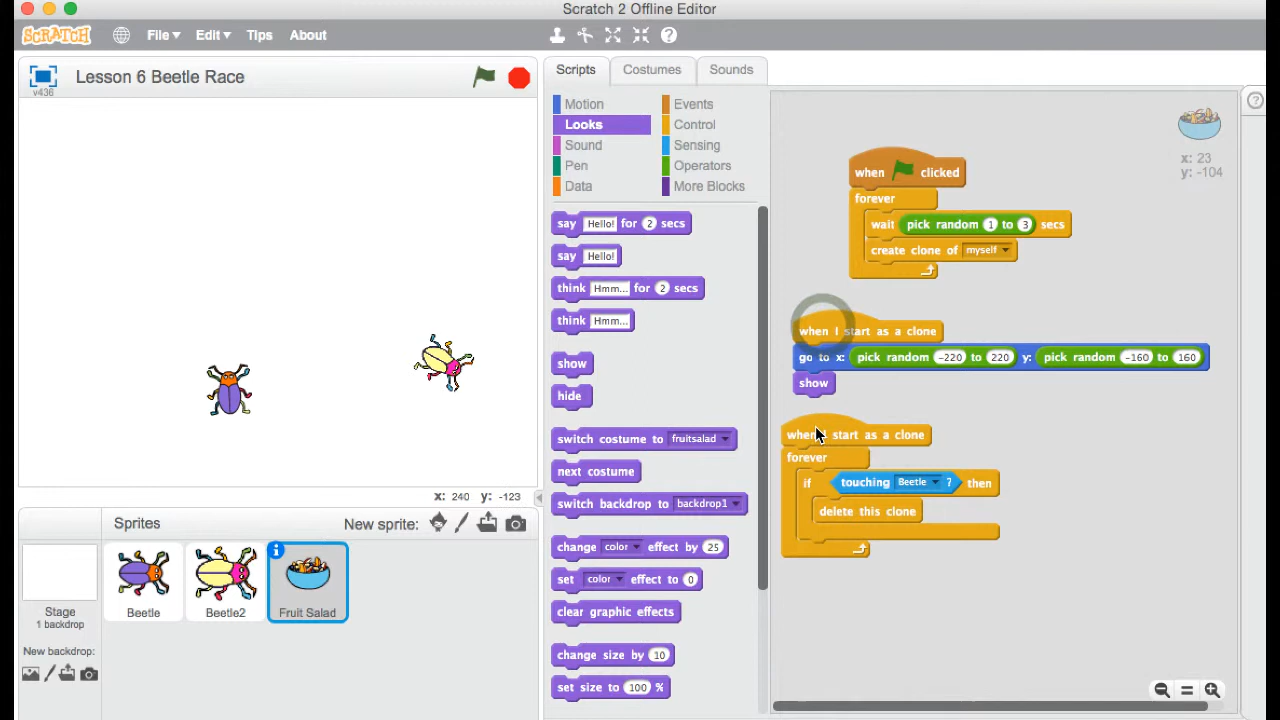 Scratch 2 Offline Editor
SCRATCH File Edit Tips About
v436 Lesson 6 Beetle Race
Scripts Costumes Sounds
Motion Events
Looks Control
Sound Sensing
Pen Operators
Data More Blocks
say Hello! for 2 secs
say Hello!
think Hmm... for 2 secs
think Hmm...
show
hide
switch costume to fruitsalad
next costume
switch backdrop to backdrop1
change color effect by 25
set color effect to 0
clear graphic effects
change size by 10
set size to 100 %
when clicked
forever
wait pick random 1 to 3 secs
create clone of myself
when I start as a clone
go to x: pick random -220 to 220 y: pick random -160 to 160
show
when I start as a clone
forever
if touching Beetle ? then
delete this clone
x: 23
y: -104
?
x: 240 y: -123
Sprites New sprite:
Stage
1 backdrop
New backdrop:
Beetle
Beetle2
Fruit Salad